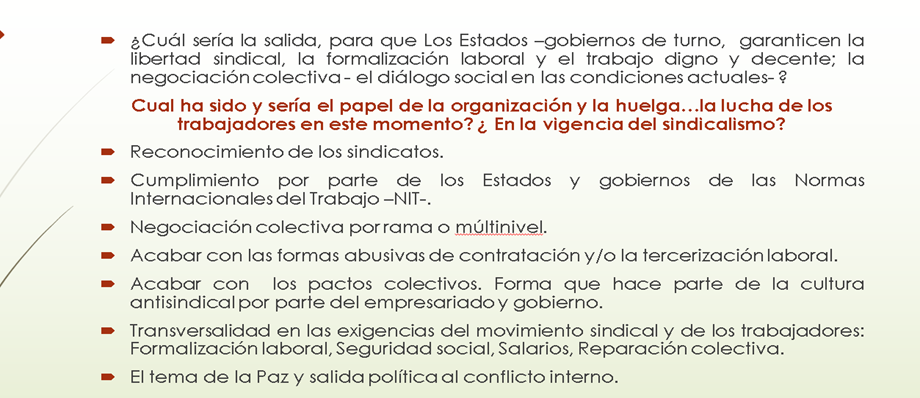 ¿Cuál sería la salida, para que Los Estados –gobiernos de turno, garanticen la
libertad sindical, la formalización laboral y el trabajo digno y decente; la
negociación colectiva - el diálogo social en las condiciones actuales- ?
Cual ha sido y sería el papel de la organización y la huelga…la lucha de los
trabajadores en este momento? ¿ En la vigencia del sindicalismo?
Reconocimiento de los sindicatos.
Cumplimiento por parte de los Estados y gobiernos de las Normas
Internacionales del Trabajo –NIT-.
Negociación colectiva por rama o múltinivel.
Acabar con las formas abusivas de contratación y/o la tercerización laboral.
Acabar con los pactos colectivos. Forma que hace parte de la cultura
antisindical por parte del empresariado y gobierno.
Transversalidad en las exigencias del movimiento sindical y de los trabajadores:
Formalización laboral, Seguridad social, Salarios, Reparación colectiva.
El tema de la Paz y salida política al conflicto interno.